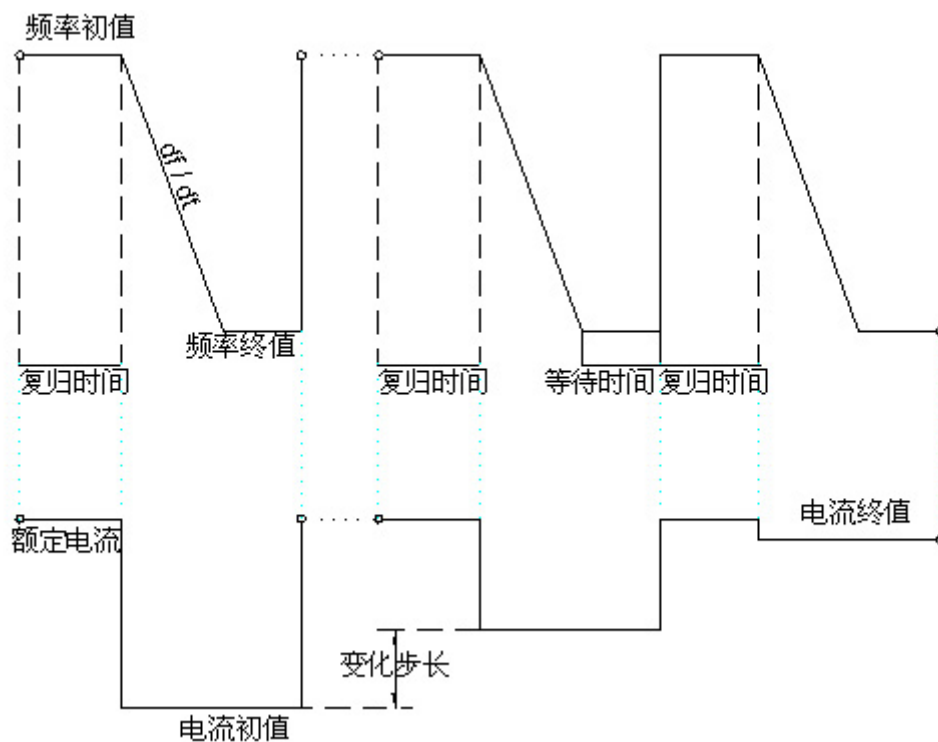 频率初值
df / dt
频率终值
复归时间
复归时间
等待时间
复归时间
额定电流
电流终值
变化步长
电流初值